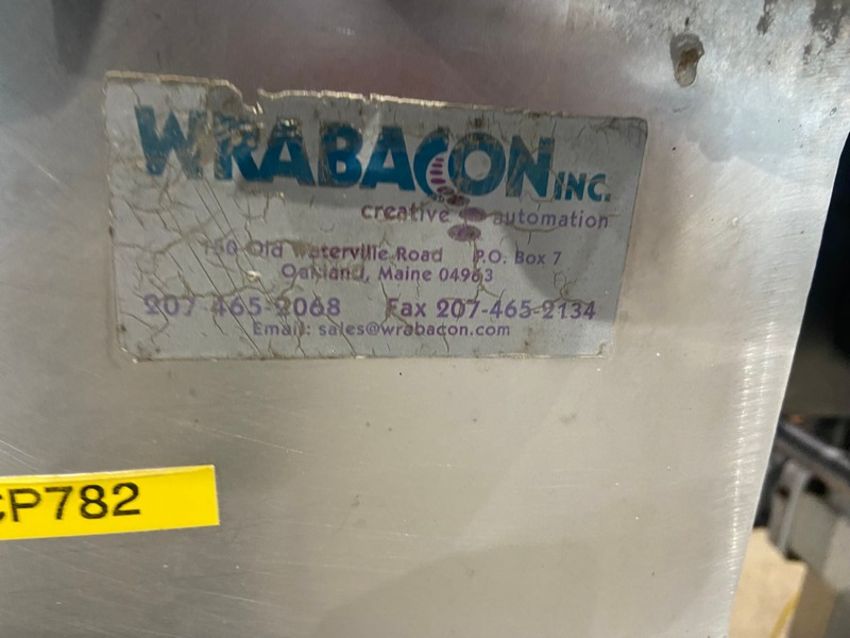 WRABACON INC.
creative automation
150 Old Waterville Road P.O. Box 7
Oakland, Maine 04963
207-465-2068 Fax 207-465-2134
Email: sales@wrabacon.com
CP782